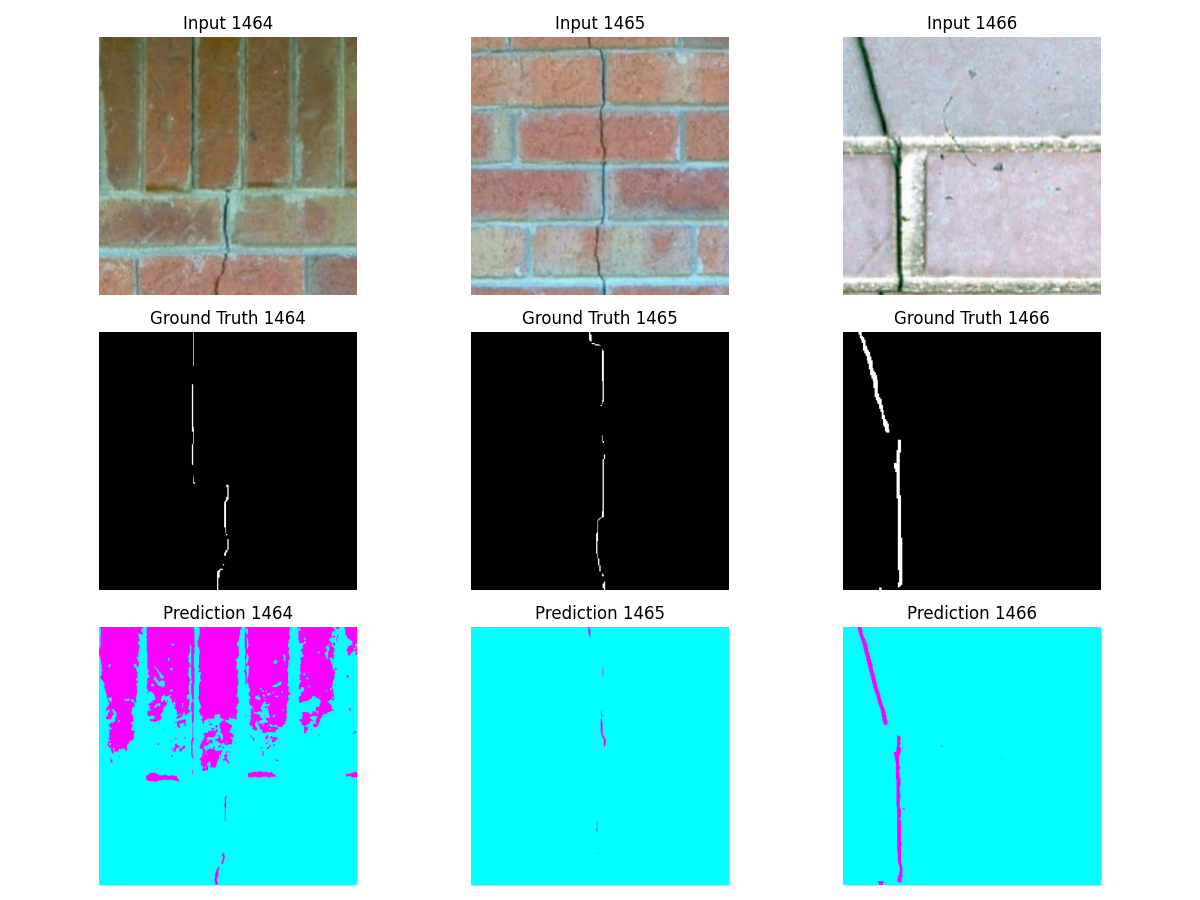 Input 1464
Input 1465
Input 1466
Ground Truth 1464
Ground Truth 1465
Ground Truth 1466
Prediction 1464
Prediction 1465
Prediction 1466